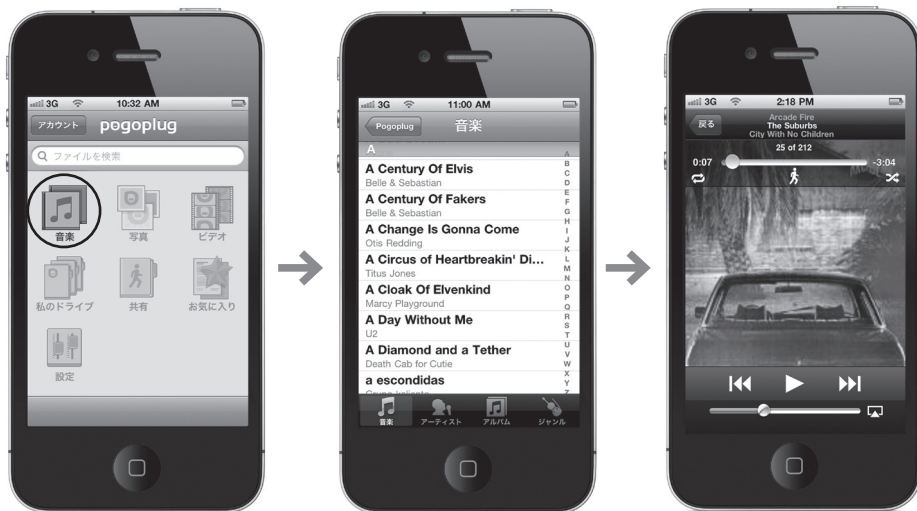 3G 10:32 AM
アカウント pogoplug
ファイルを検索
音楽 写真 ビデオ
私のドライブ 共有 お気に入り
設定
3G 11:00 AM
Pogoplug 音楽
A
A Century Of Elvis
Belle & Sebastian
A Century Of Fakers
Belle & Sebastian
A Change Is Gonna Come
Otis Redding
A Circus of Heartbreakin' Di...
Titus Jones
A Cloak Of Elvenkind
Marcy Playground
A Day Without Me
U2
A Diamond and a Tether
Death Cab for Cutie
a escondidas
A
B
C
D
E
F
G
H
I
J
K
L
M
N
O
P
Q
R
S
T
U
V
W
X
Y
Z
音楽 アーティスト アルバム ジャンル
3G 2:18 PM
戻る
Arcade Fire
The Suburbs
City With No Children
25 of 212
0:07 -3:04